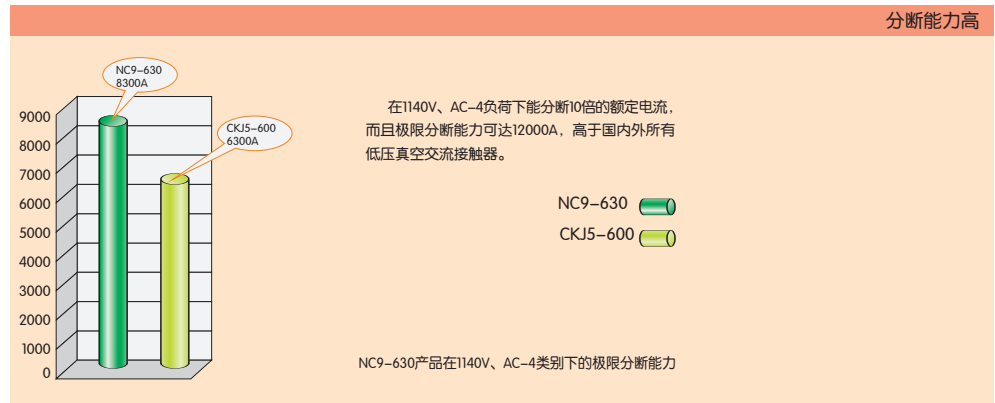 分断能力高
NC9-630
8300A
CKJ5-600
6300A
9000
8000
7000
6000
5000
4000
3000
2000
1000
0
在1140V、AC-4负荷下能分断10倍的额定电流，
而且极限分断能力可达12000A，高于国内外所有
低压真空交流接触器。
NC9-630
CKJ5-600
NC9-630产品在1140V、AC-4类别下的极限分断能力